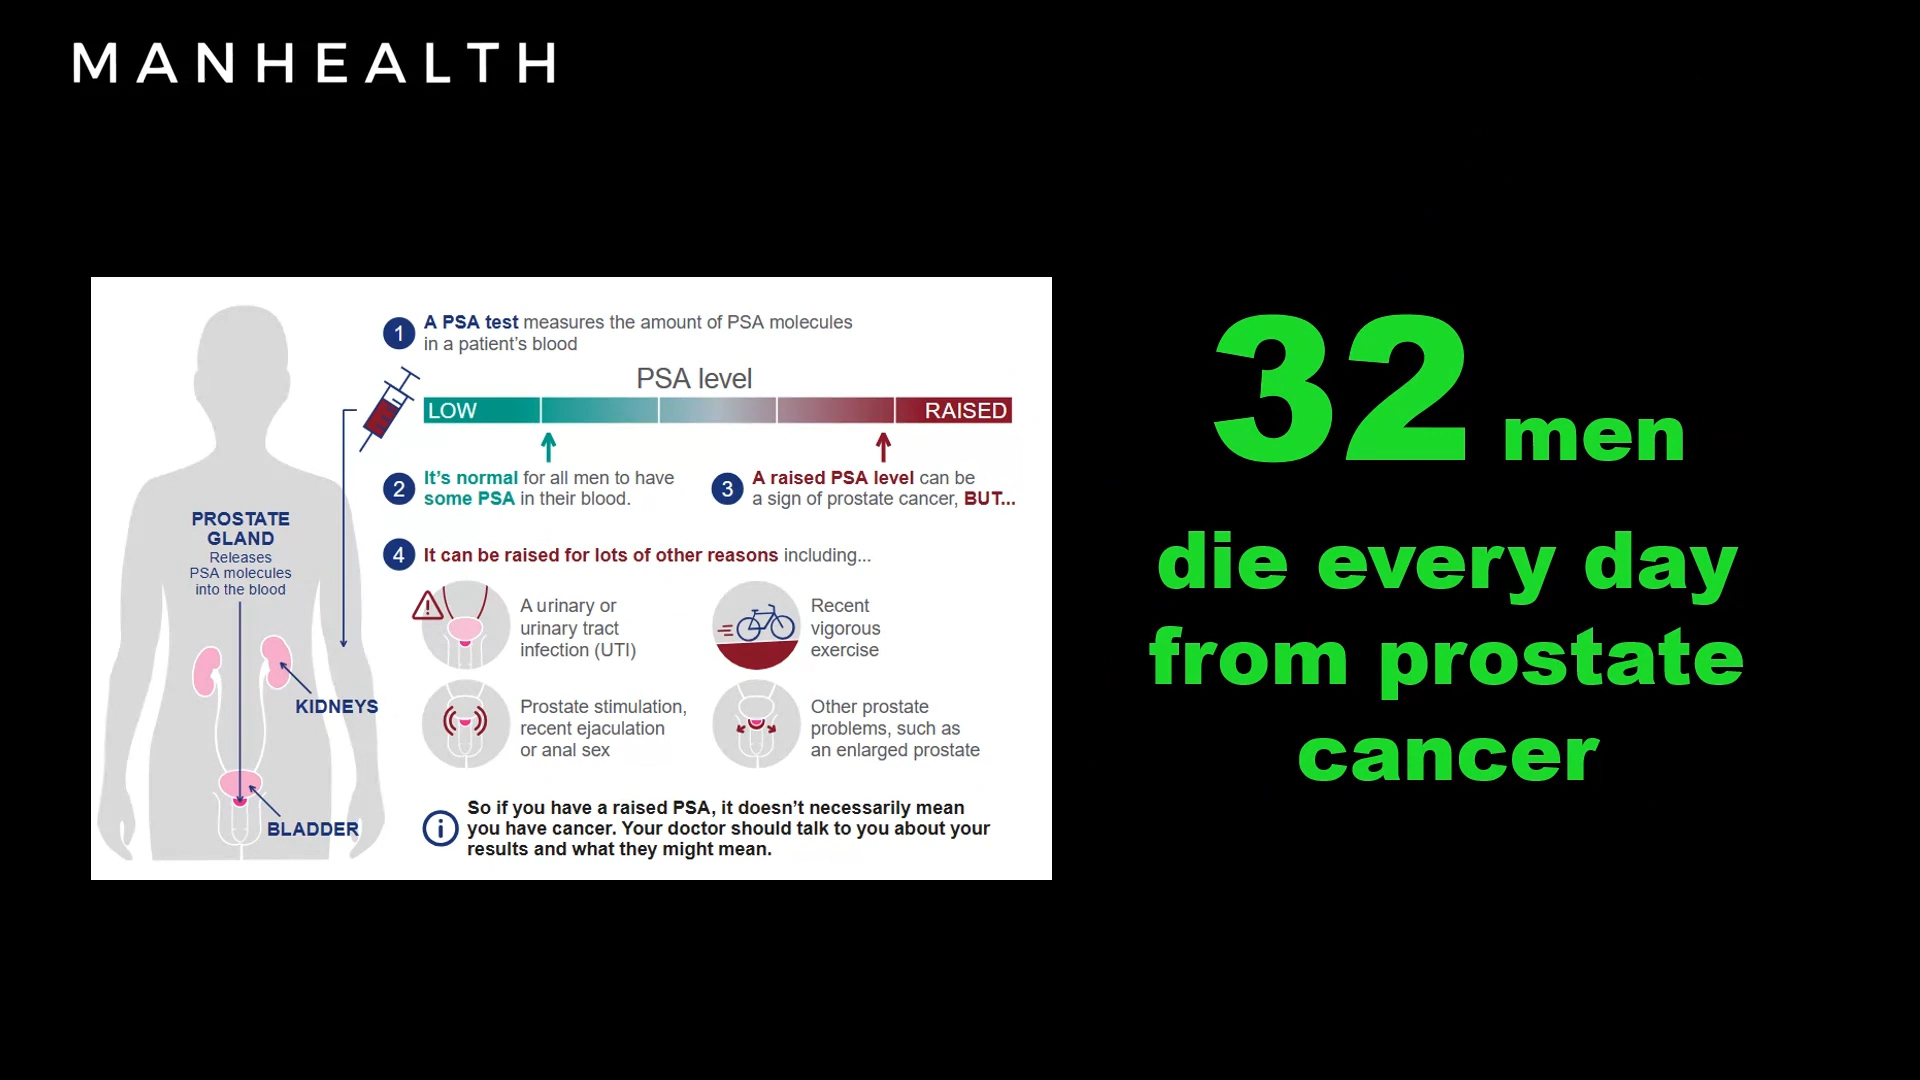 MANHEALTH
1 A PSA test measures the amount of PSA molecules
in a patient's blood
PSA level
LOW
RAISED
2 It's normal for all men to have
some PSA in their blood.
3 A raised PSA level can be
a sign of prostate cancer, BUT...
4 It can be raised for lots of other reasons including...
A urinary or
urinary tract
infection (UTI)
Recent
vigorous
exercise
Prostate stimulation,
recent ejaculation
or anal sex
Other prostate
problems, such as
an enlarged prostate
So if you have a raised PSA, it doesn't necessarily mean
you have cancer. Your doctor should talk to you about your
results and what they might mean.
PROSTATE
GLAND
Releases
PSA molecules
into the blood
KIDNEYS
BLADDER
32 men
die every day
from prostate
cancer